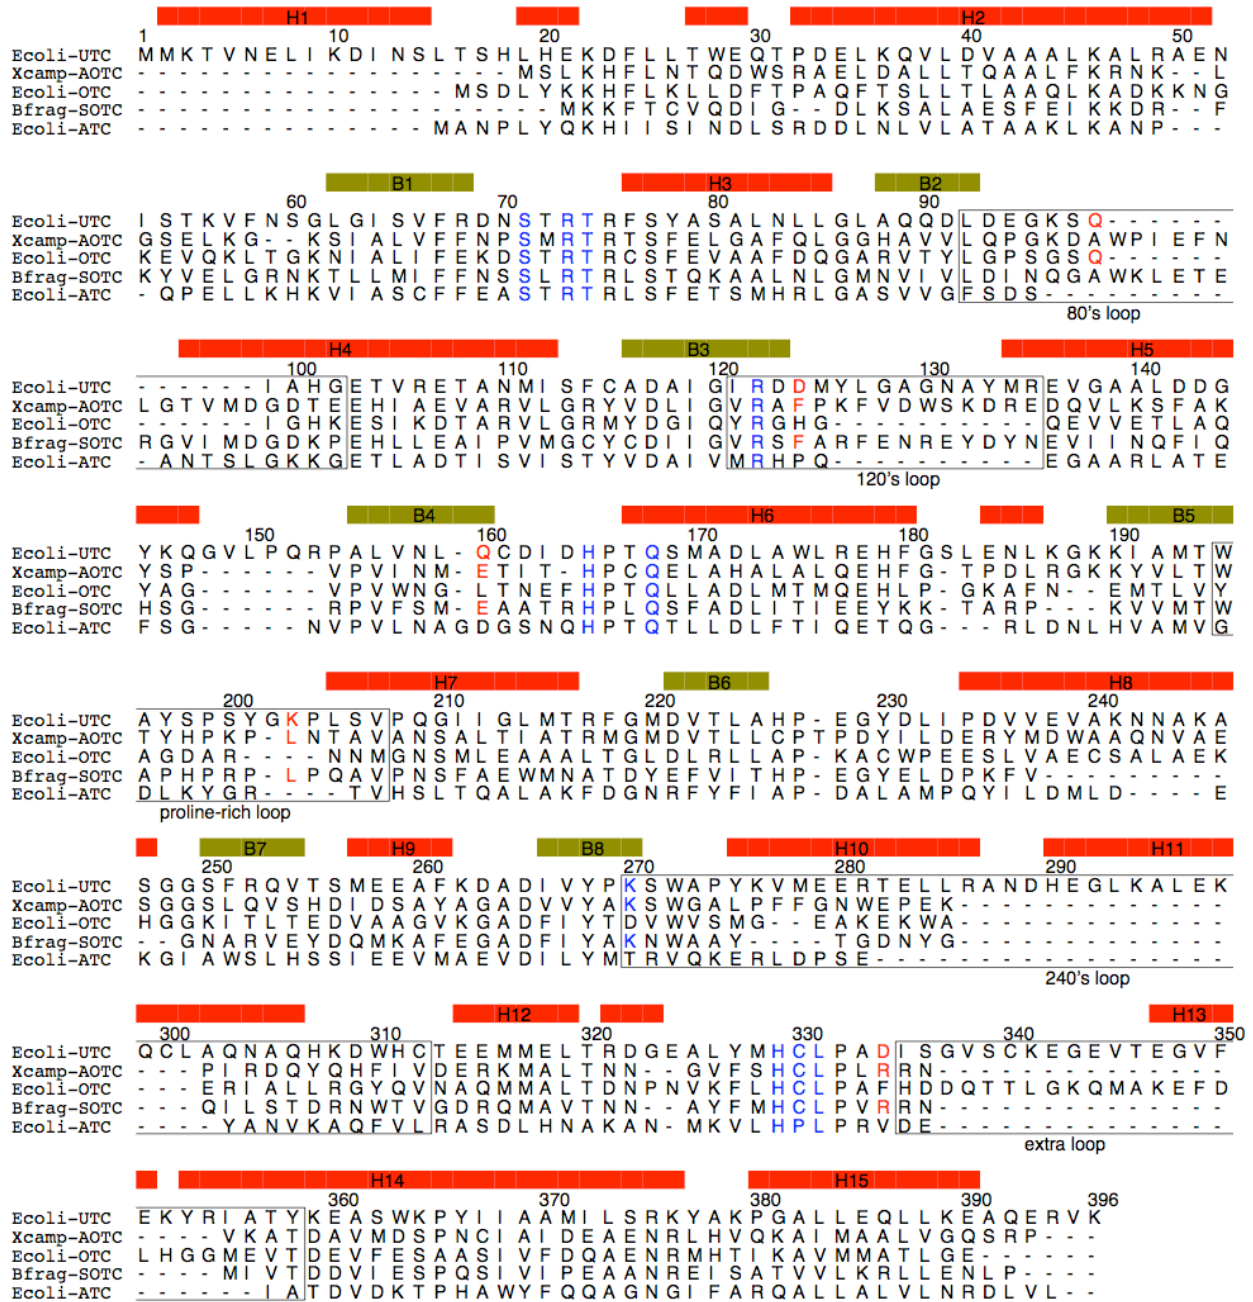 H1 H2
1 10 20 30 40 50
Ecoli-UTC M M K T V N E L I K D I N S L T S H L H E K D F L L T W E Q T P D E L K Q V L D V A A A L K A L R A E N
Xcamp-AOTC - - - - - - - - - - - - - - - - - - M S L K H F L N T Q D W S R A E L D A L L T Q A A L F K R N K - - L
Ecoli-OTC - - - - - - - - - - - - - - - M S D L Y K K H F L K L L D F T P A Q F T S L L T L A A Q L K A D K K N G
Bfrag-SOTC - - - - - - - - - - - - - - - - - - - - M K K F T C V Q D I G - - D L K S A L A E S F E I K K D R - - F
Ecoli-ATC - - - - - - - - - - - - - - M A N P L Y Q K H I I S I N D L S R D D L N L V L A T A A K L K A N P - - -
B1 H3 B2
60 70 80 90
Ecoli-UTC I S T K V F N S G L G I S V F R D N S T R T R F S Y A S A L N L L G L A Q Q D L D E G K S Q - - - - - -
Xcamp-AOTC G S E L K G - - K S I A L V F F N P S M R T R T S F E L G A F Q L G G H A V V L Q P G K D A W P I E F N
Ecoli-OTC K E V Q K L T G K N I A L I F E K D S T R T R C S F E V A A F D Q G A R V T Y L G P S G S Q - - - - - -
Bfrag-SOTC K Y V E L G R N K T L L M I F F N S S L R T R L S T Q K A A L N L G M N V I V L D I N Q G A W K L E T E
Ecoli-ATC - Q P E L L K H K V I A S C F F E A S T R T R L S F E T S M H R L G A S V V G F S D S - - - - - - - - -
80's loop
H4 B3 H5
100 110 120 130 140
Ecoli-UTC - - - - - - I A H G E T V R E T A N M I S F C A D A I G I R D D M Y L G A G N A Y M R E V G A A L D D G
Xcamp-AOTC L G T V M D G D T E E H I A E V A R V L G R Y V D L I G V R A F P K F V D W S K D R E D Q V L K S F A K
Ecoli-OTC - - - - - - I G H K E S I K D T A R V L G R M Y D G I Q Y R G H G - - - - - - - - - - Q E V V E T L A Q
Bfrag-SOTC R G V I M D G D K P E H L L E A I P V M G C Y C D I I G V R S F A R F E N R E Y D Y N E V I I N Q F I Q
Ecoli-ATC - A N T S L G K K G E T L A D T I S V I S T Y V D A I V M R H P Q - - - - - - - - - - E G A A R L A T E
120's loop
B4 H6 B5
150 160 170 180 190
Ecoli-UTC Y K Q G V L P Q R P A L V N L - Q C D I D H P T Q S M A D L A W L R E H F G S L E N L K G K K I A M T W
Xcamp-AOTC Y S P - - - - - - V P V I N M - E T I T - H P C Q E L A H A L A L Q E H F G - T P D L R G K K Y V L T W
Ecoli-OTC Y A G - - - - - - V P V W N G - L T N E F H P T Q L L A D L M T M Q E H L P - G K A F N - - E M T L V Y
Bfrag-SOTC H S G - - - - - - R P V F S M - E A A T R H P L Q S F A D L I T I E E Y K K - T A R P - - - K V V M T W
Ecoli-ATC F S G - - - - - N V P V L N A G D G S N Q H P T Q T L L D L F T I Q E T Q G - - - R L D N L H V A M V G
H7 B6 H8
200 210 220 230 240
Ecoli-UTC A Y S P S Y G K P L S V P Q G I I G L M T R F G M D V T L A H P - E G Y D L I P D V V E V A K N N A K A
Xcamp-AOTC T Y H P K P - L N T A V A N S A L T I A T R M G M D V T L L C P T P D Y I L D E R Y M D W A A Q N V A E
Ecoli-OTC A G D A R - - - - N N M G N S M L E A A A L T G L D L R L L A P - K A C W P E E S L V A E C S A L A E K
Bfrag-SOTC A P H P R P - L P Q A V P N S F A E W M N A T D Y E F V I T H P - E G Y E L D P K F V - - - - - - - - -
Ecoli-ATC D L K Y G R - - - - T V H S L T Q A L A K F D G N R F Y F I A P - D A L A M P Q Y I L D M L D - - - - E
proline-rich loop
B7 H9 B8 H10 H11
250 260 270 280 290
Ecoli-UTC S G G S F R Q V T S M E E A F K D A D I V Y P K S W A P Y K V M E E R T E L L R A N D H E G L K A L E K
Xcamp-AOTC S G G S L Q V S H D I D S A Y A G A D V V Y A K S W G A L P F F G N W E P E K - - - - - - - - - - - - -
Ecoli-OTC H G G K I T L T E D V A A G V K G A D F I Y T D V W V S M G - - E A K E K W A - - - - - - - - - - - - -
Bfrag-SOTC - - G N A R V E Y D Q M K A F E G A D F I Y A K N W A A Y - - - - T G D N Y G - - - - - - - - - - - - -
Ecoli-ATC K G I A W S L H S S I E E V M A E V D I L Y M T R V Q K E R L D P S E - - - - - - - - - - - - - - - - -
240's loop
H12 H13
300 310 320 330 340 350
Ecoli-UTC Q C L A Q N A Q H K D W H C T E E M M E L T R D G E A L Y M H C L P A D I S G V S C K E G E V T E G V F
Xcamp-AOTC - - - P I R D Q Y Q H F I V D E R K M A L T N N - - G V F S H C L P L R R N - - - - - - - - - - - - - -
Ecoli-OTC - - - E R I A L L R G Y Q V N A Q M M A L T D N P N V K F L H C L P A F H D D Q T T L G K Q M A K E F D
Bfrag-SOTC - - - Q I L S T D R N W T V G D R Q M A V T N N - - A Y F M H C L P V R R N - - - - - - - - - - - - - -
Ecoli-ATC - - - - Y A N V K A Q F V L R A S D L H N A K A N - M K V L H P L P R V D E - - - - - - - - - - - - - -
extra loop
H14 H15
360 370 380 390 396
Ecoli-UTC E K Y R I A T Y K E A S W K P Y I I A A M I L S R K Y A K P G A L L E Q L L K E A Q E R V K
Xcamp-AOTC - - - - V K A T D A V M D S P N C I A I D E A E N R L H V Q K A I M A A L V G Q S R P - - -
Ecoli-OTC L H G G M E V T D E V F E S A A S I V F D Q A E N R M H T I K A V M M A T L G E - - - - - -
Bfrag-SOTC - - - - M I V T D D V I E S P Q S I V I P E A A N R E I S A T V V L K R L L E N L P - - - -
Ecoli-ATC - - - - - - I A T D V D K T P H A W Y F Q Q A G N G I F A R Q A L L A L V L N R D L V L - -